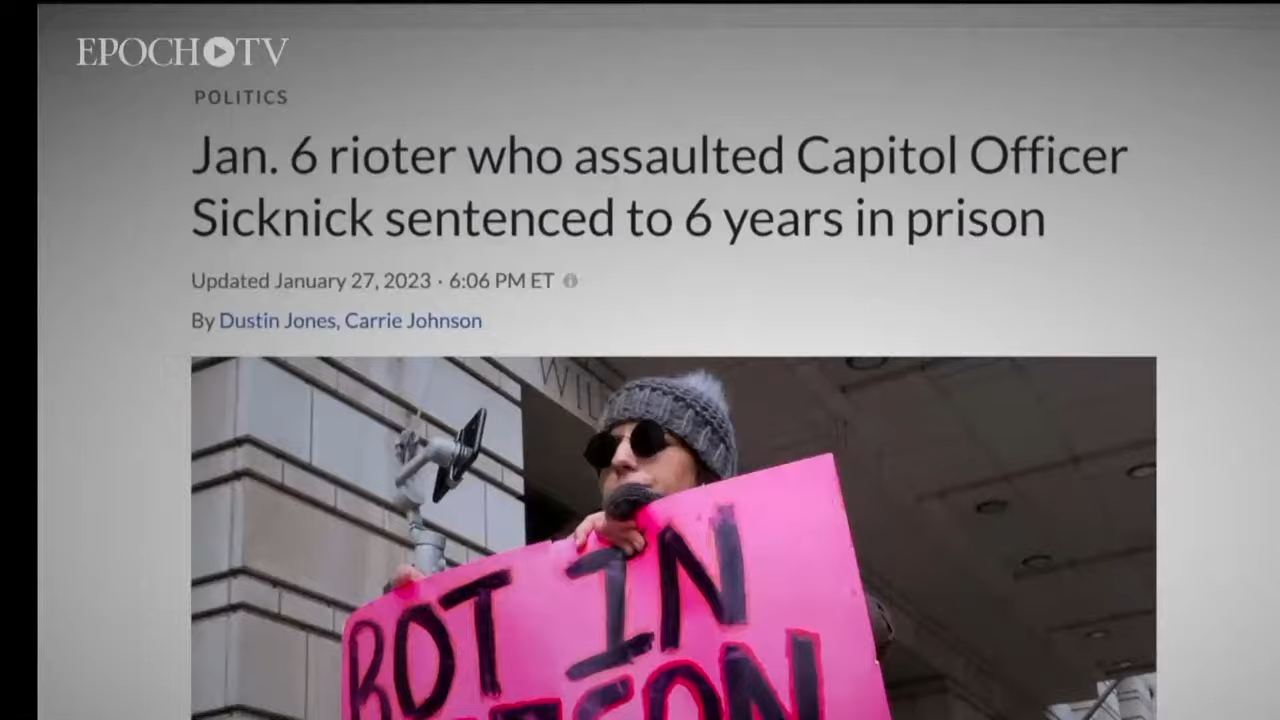 EPOCH TV
POLITICS
Jan. 6 rioter who assaulted Capitol Officer
Sicknick sentenced to 6 years in prison
Updated January 27, 2023 · 6:06 PM ET
By Dustin Jones, Carrie Johnson
WIL
ROT IN